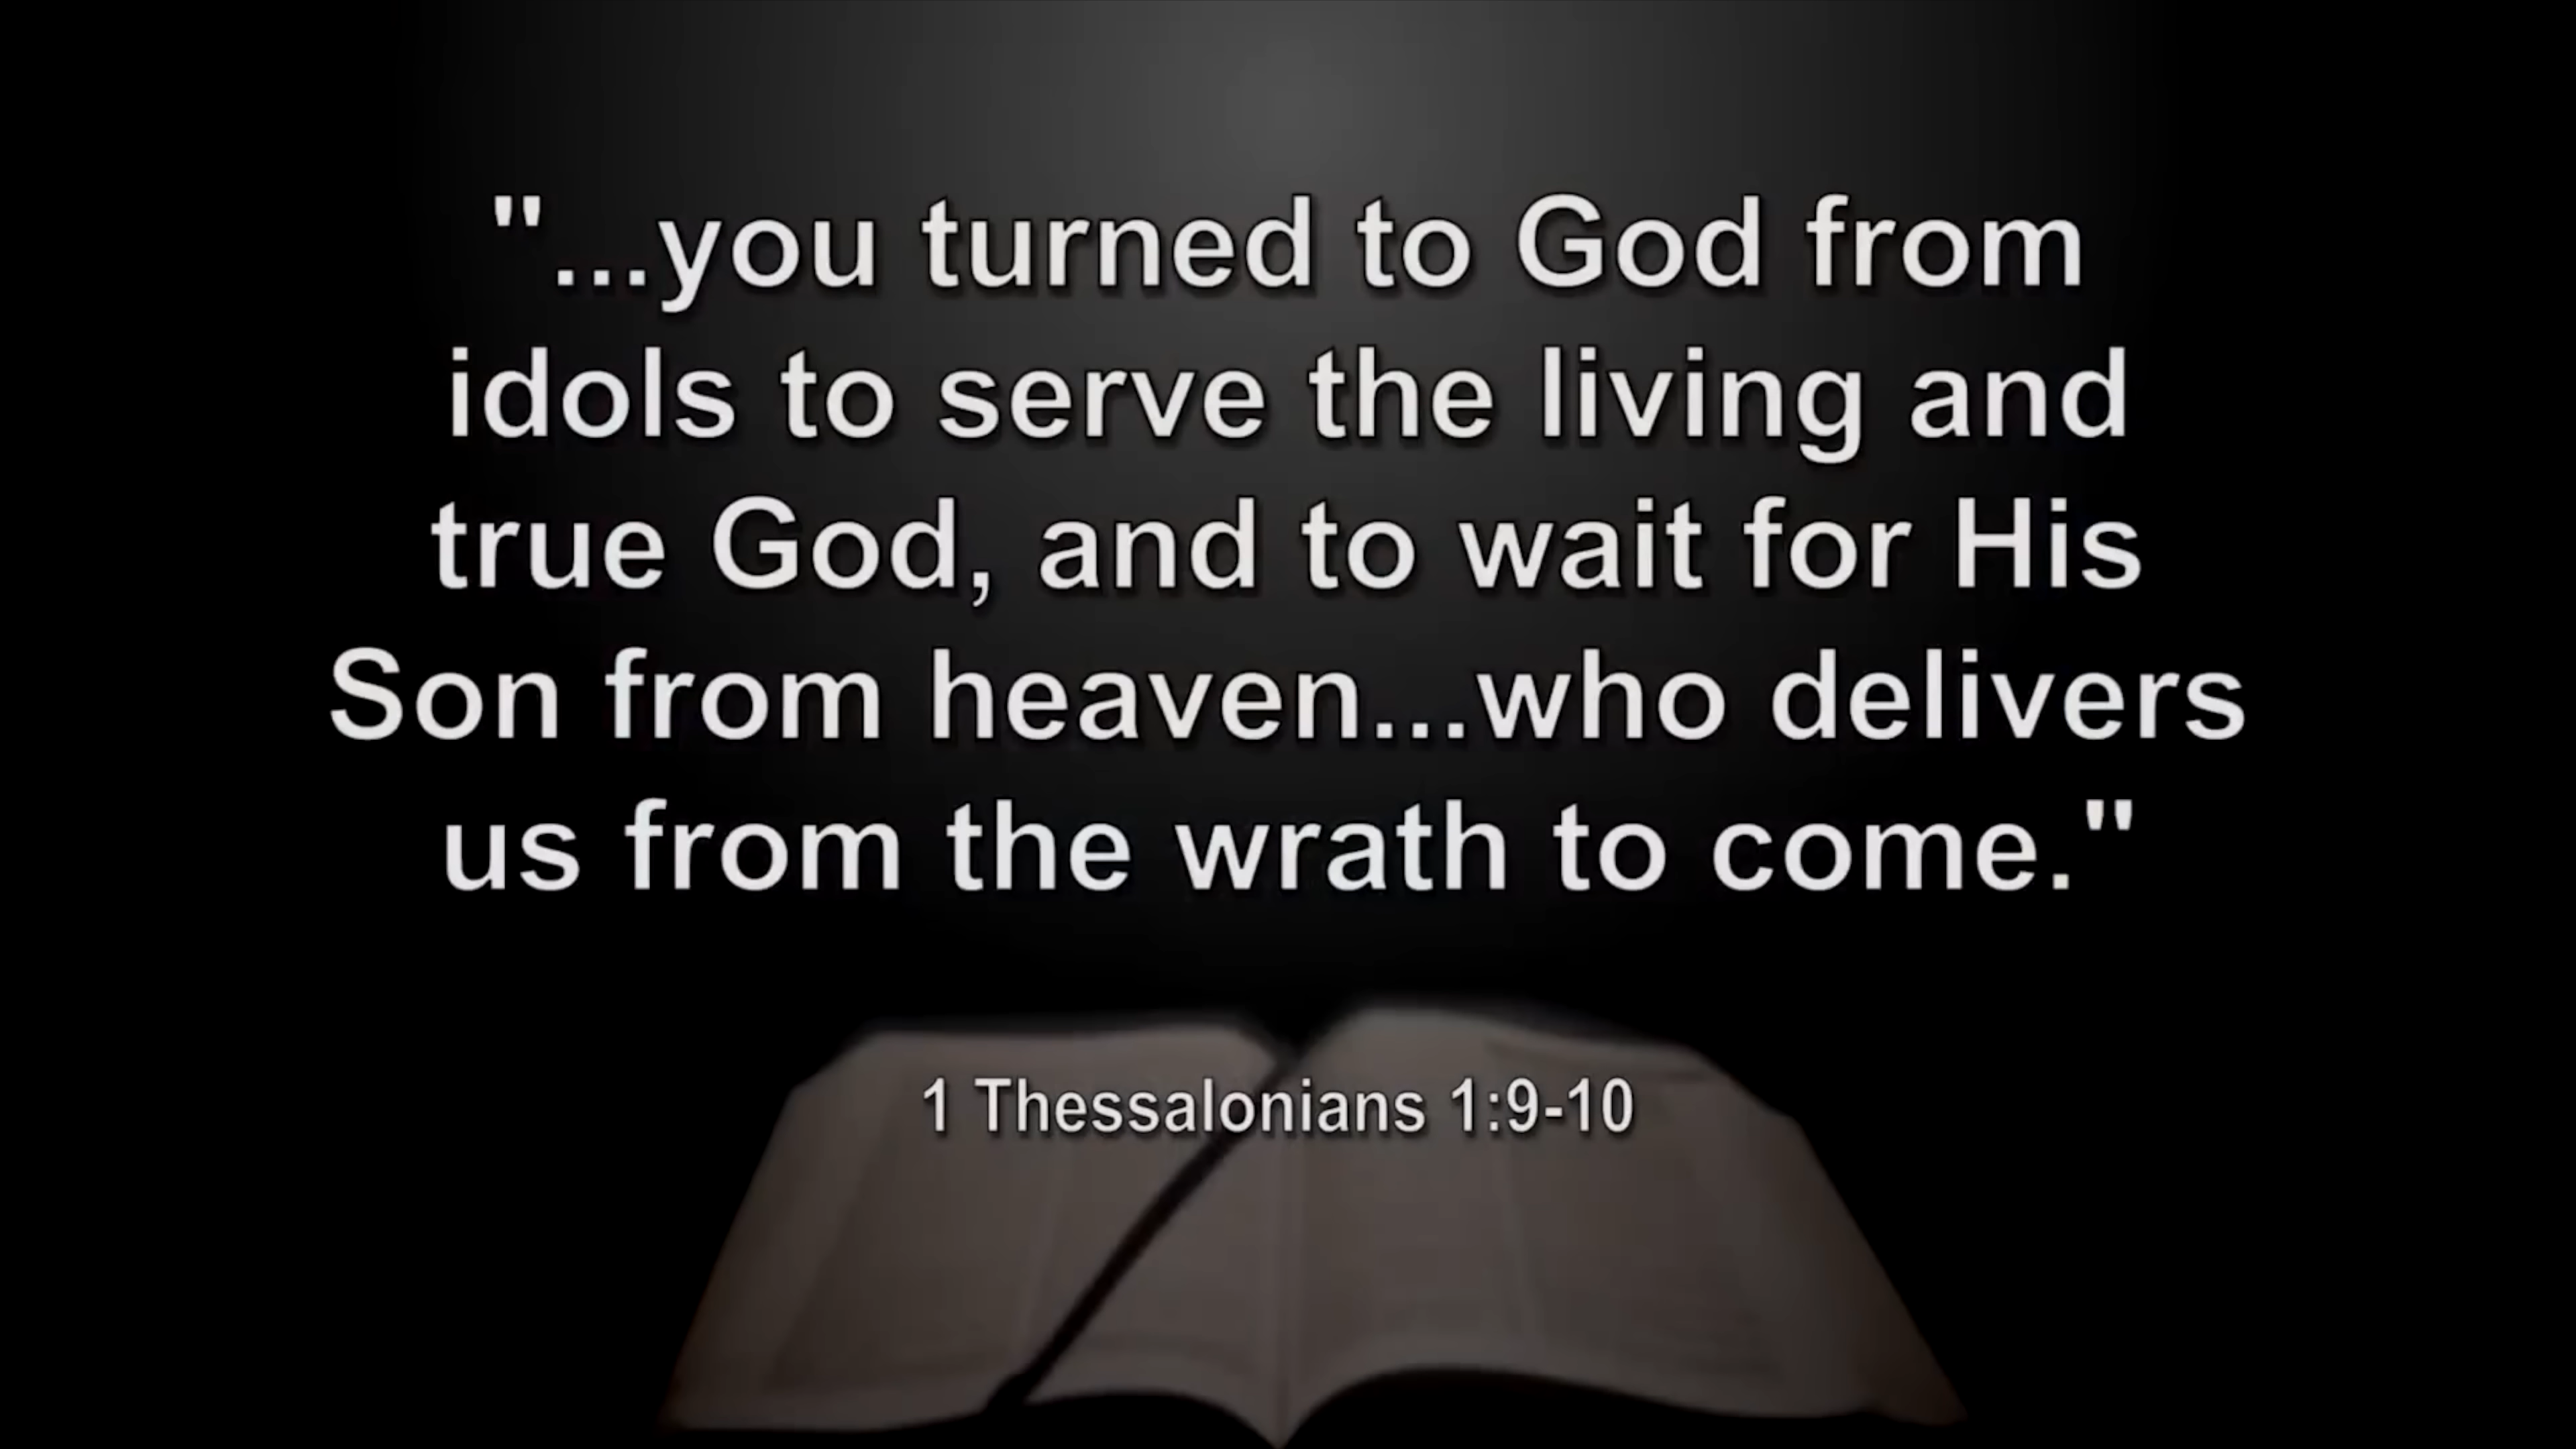 "...you turned to God from
idols to serve the living and
true God, and to wait for His
Son from heaven...who delivers
us from the wrath to come."
1 Thessalonians 1:9-10